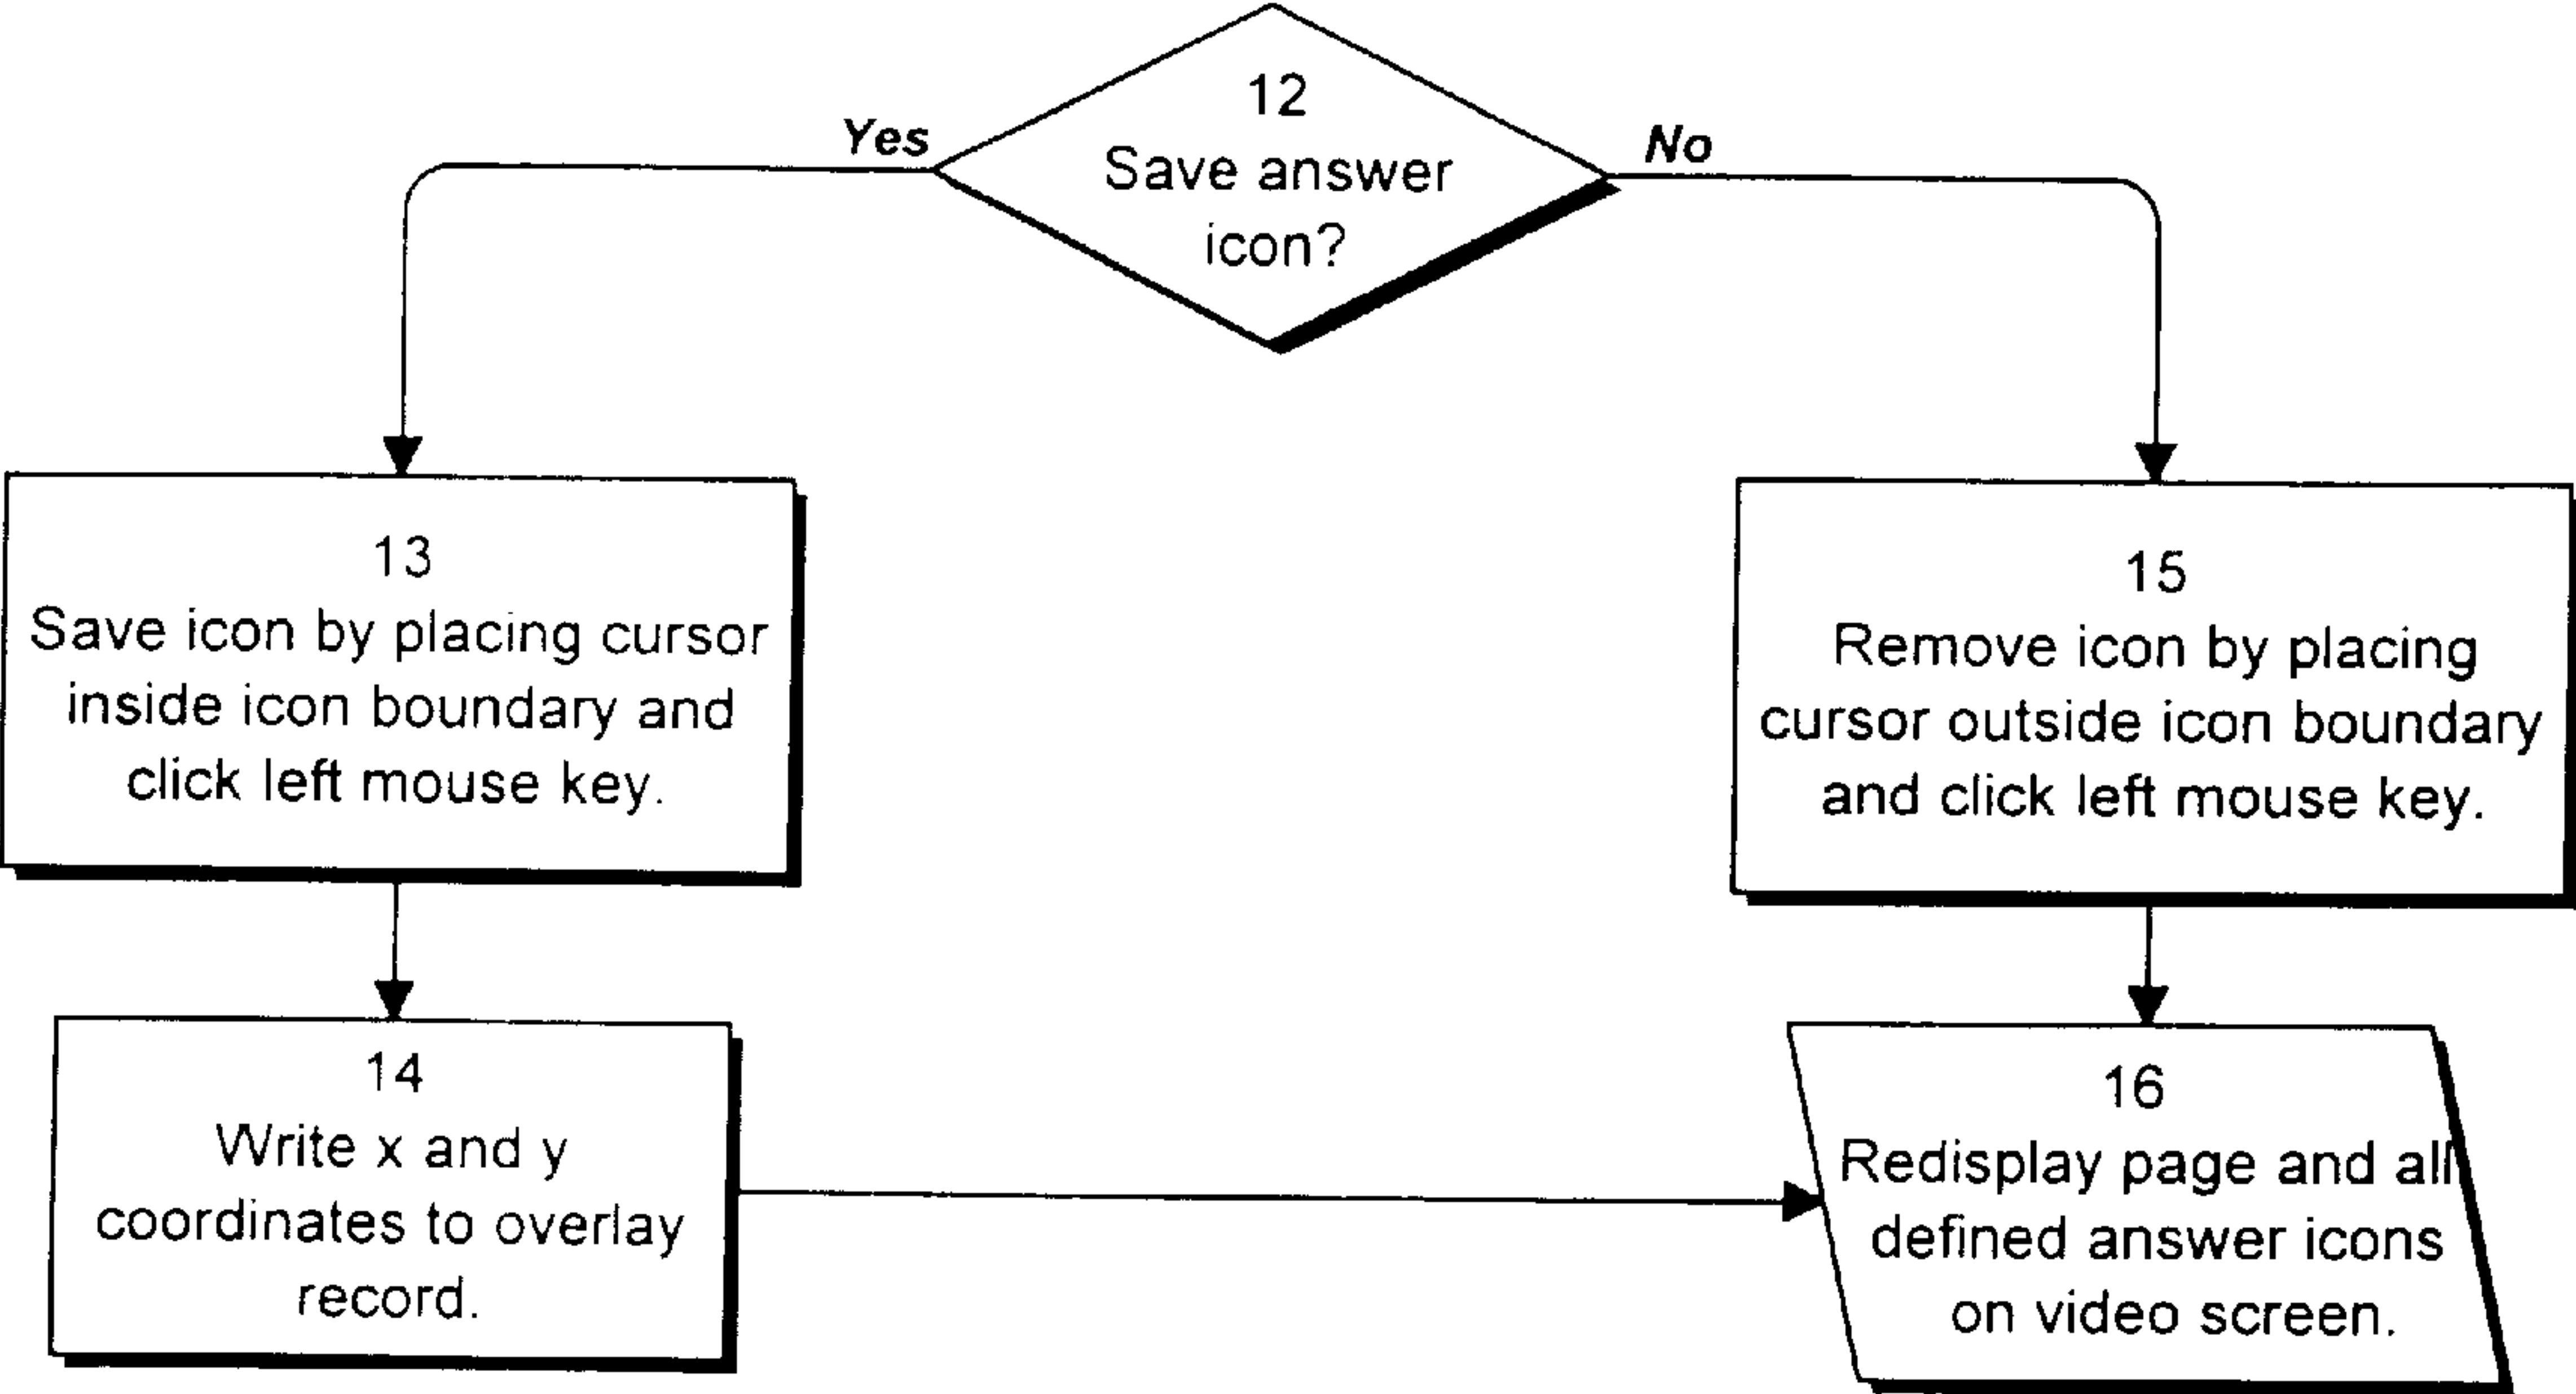 12
Save answer
icon?
Yes
No
13
Save icon by placing cursor
inside icon boundary and
click left mouse key.
15
Remove icon by placing
cursor outside icon boundary
and click left mouse key.
14
Write x and y
coordinates to overlay
record.
16
Redisplay page and all
defined answer icons
on video screen.